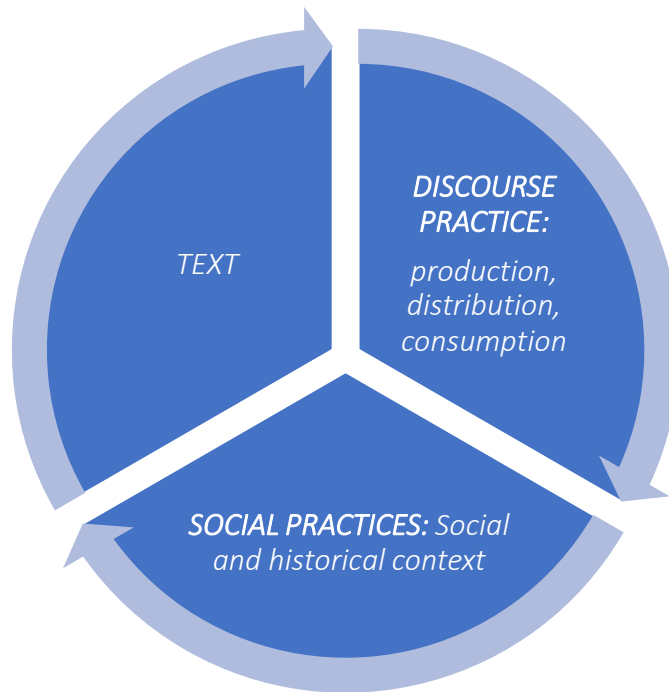 TEXT
DISCOURSE
PRACTICE:
production,
distribution,
consumption
SOCIAL PRACTICES: Social
and historical context